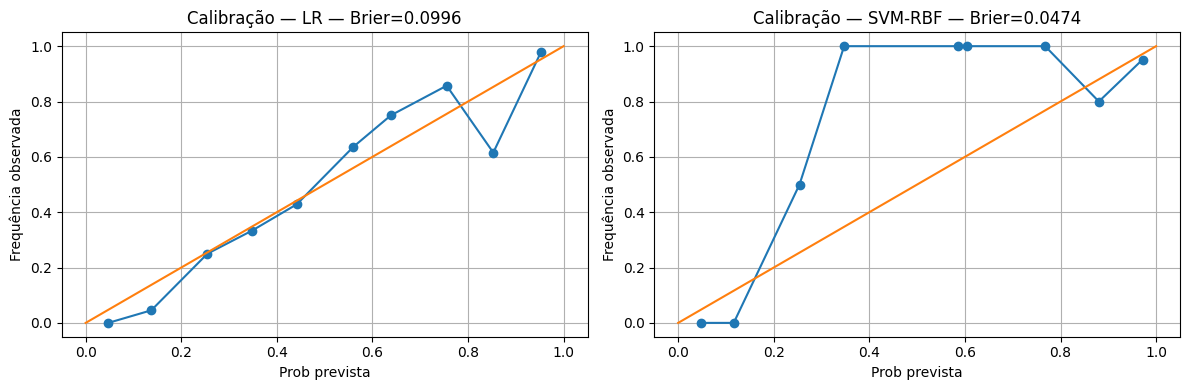 Calibração — LR — Brier=0.0996
1.0
0.8
0.6
0.4
0.2
0.0
Frequência observada
0.0 0.2 0.4 0.6 0.8 1.0
Prob prevista
Calibração — SVM-RBF — Brier=0.0474
1.0
0.8
0.6
0.4
0.2
0.0
Frequência observada
0.0 0.2 0.4 0.6 0.8 1.0
Prob prevista